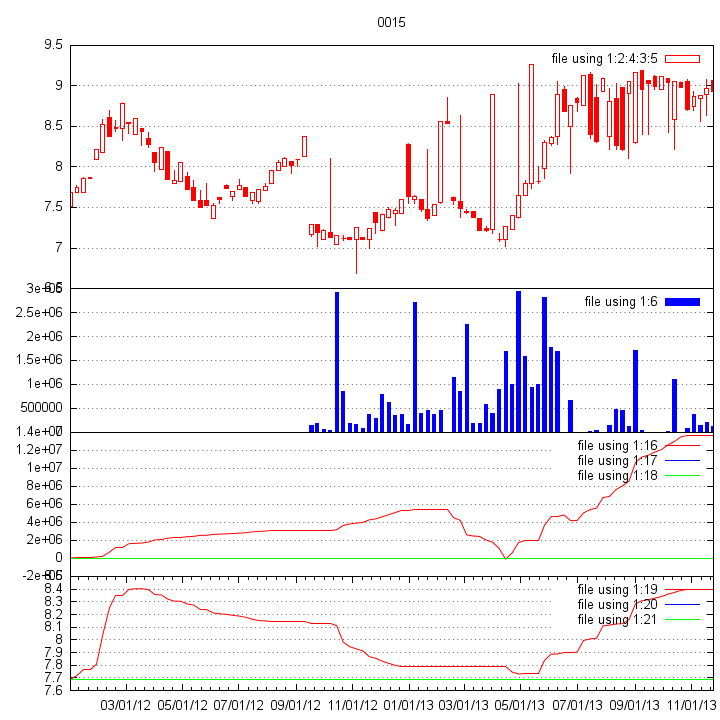 0015
file using 1:2:4:3:5
9.5
9
8.5
8
7.5
7
file using 1:6
2.5e+06
2e+06
1.5e+06
1e+06
500000
file using 1:16
file using 1:17
file using 1:18
1.2e+07
1e+07
8e+06
6e+06
4e+06
2e+06
0
file using 1:19
file using 1:20
file using 1:21
8.4
8.3
8.2
8.1
8
7.9
7.8
7.7
7.6
03/01/12 05/01/12 07/01/12 09/01/12 11/01/12 01/01/13 03/01/13 05/01/13 07/01/13 09/01/13 11/01/13